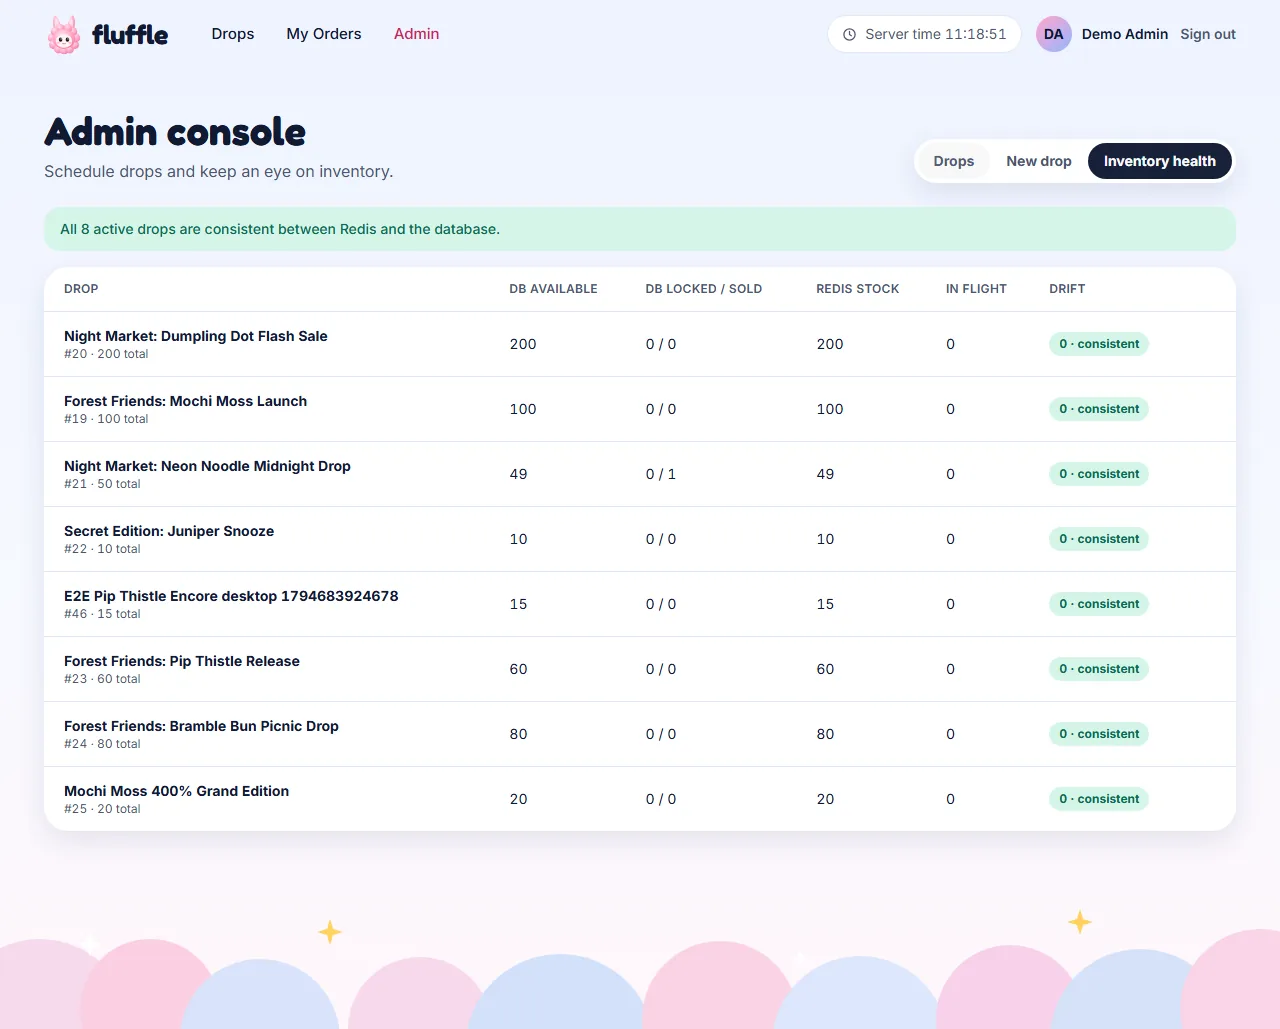 fluffle
Drops
My Orders
Admin
Server time 11:18:51
DA
Demo Admin
Sign out
Admin console
Schedule drops and keep an eye on inventory.
Drops
New drop
Inventory health
All 8 active drops are consistent between Redis and the database.
DROP
DB AVAILABLE
DB LOCKED / SOLD
REDIS STOCK
IN FLIGHT
DRIFT
Night Market: Dumpling Dot Flash Sale
#20 · 200 total
200
0 / 0
200
0
0 · consistent
Forest Friends: Mochi Moss Launch
#19 · 100 total
100
0 / 0
100
0
0 · consistent
Night Market: Neon Noodle Midnight Drop
#21 · 50 total
49
0 / 1
49
0
0 · consistent
Secret Edition: Juniper Snooze
#22 · 10 total
10
0 / 0
10
0
0 · consistent
E2E Pip Thistle Encore desktop 1794683924678
#46 · 15 total
15
0 / 0
15
0
0 · consistent
Forest Friends: Pip Thistle Release
#23 · 60 total
60
0 / 0
60
0
0 · consistent
Forest Friends: Bramble Bun Picnic Drop
#24 · 80 total
80
0 / 0
80
0
0 · consistent
Mochi Moss 400% Grand Edition
#25 · 20 total
20
0 / 0
20
0
0 · consistent